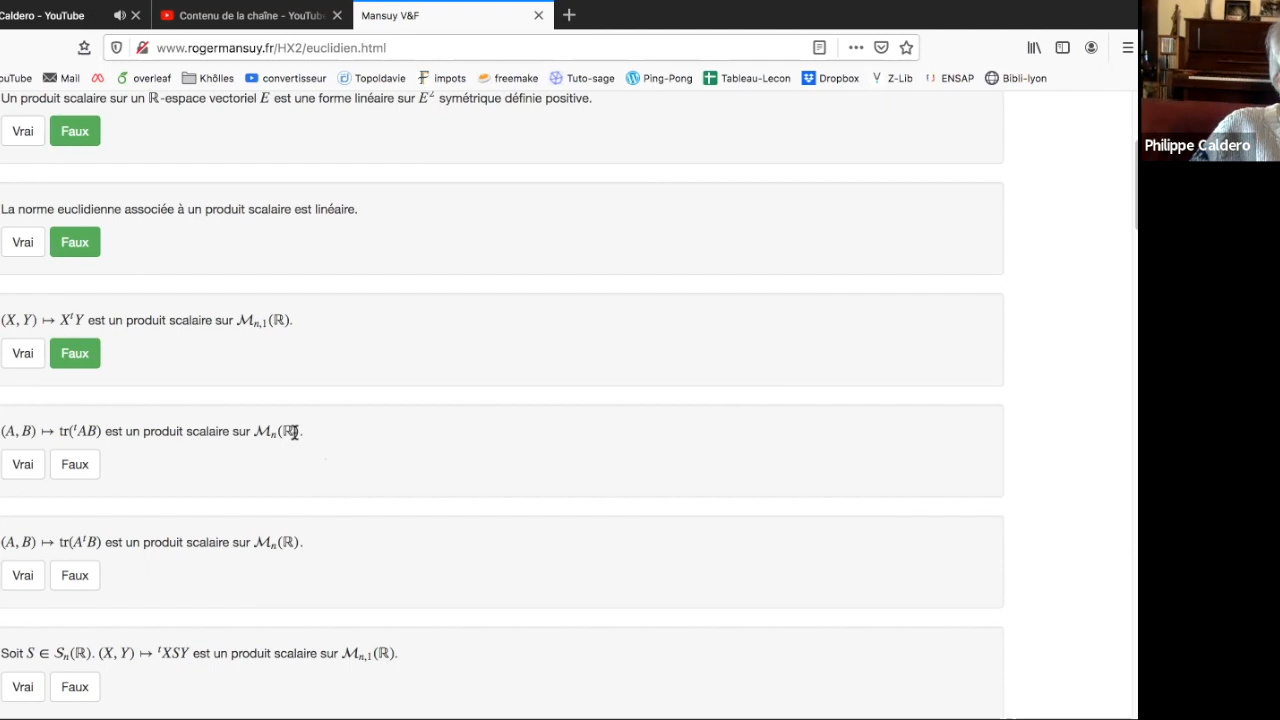 Caldero - YouTube
Contenu de la chaîne - YouTub
Mansuy V&F
www.rogermansuy.fr/HX2/euclidien.html
ouTube Mail overleaf Khôlles convertisseur Topoldavie impots freemake Tuto-sage Ping-Pong Tableau-Lecon Dropbox Z-Lib ENSAP Bibli-lyon
Un produit scalaire sur un ℝ-espace vectoriel E est une forme linéaire sur E² symétrique définie positive.
Vrai Faux
La norme euclidienne associée à un produit scalaire est linéaire.
Vrai Faux
(X, Y) ↦ XᵗY est un produit scalaire sur ℳn,1(ℝ).
Vrai Faux
(A, B) ↦ tr(ᵗAB) est un produit scalaire sur ℳn(ℝ).
Vrai Faux
(A, B) ↦ tr(AᵗB) est un produit scalaire sur ℳn(ℝ).
Vrai Faux
Soit S ∈ Sn(ℝ). (X, Y) ↦ ᵗXSY est un produit scalaire sur ℳn,1(ℝ).
Vrai Faux
Philippe Caldero